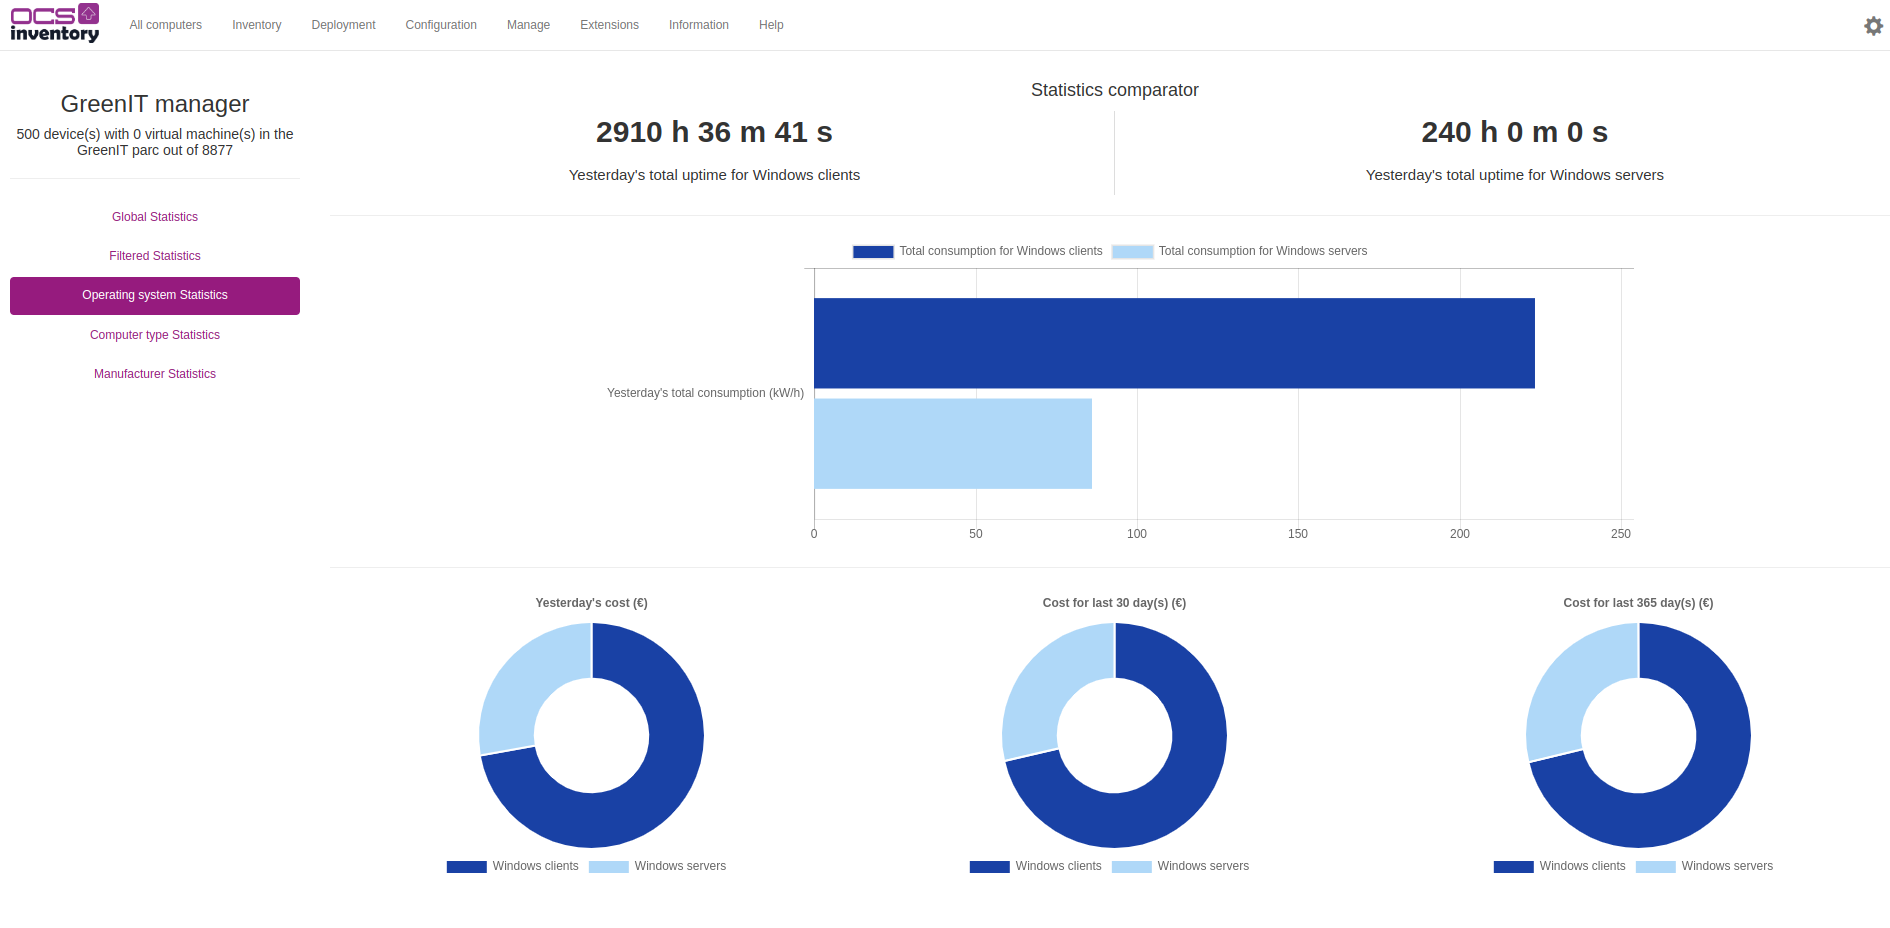 OCS
inventory
All computers Inventory Deployment Configuration Manage Extensions Information Help
GreenIT manager
500 device(s) with 0 virtual machine(s) in the
GreenIT parc out of 8877
Global Statistics
Filtered Statistics
Operating system Statistics
Computer type Statistics
Manufacturer Statistics
Statistics comparator
2910 h 36 m 41 s
Yesterday's total uptime for Windows clients
240 h 0 m 0 s
Yesterday's total uptime for Windows servers
Total consumption for Windows clients Total consumption for Windows servers
Yesterday's total consumption (kW/h)
0 50 100 150 200 250
Yesterday's cost (€)
Windows clients Windows servers
Cost for last 30 day(s) (€)
Windows clients Windows servers
Cost for last 365 day(s) (€)
Windows clients Windows servers